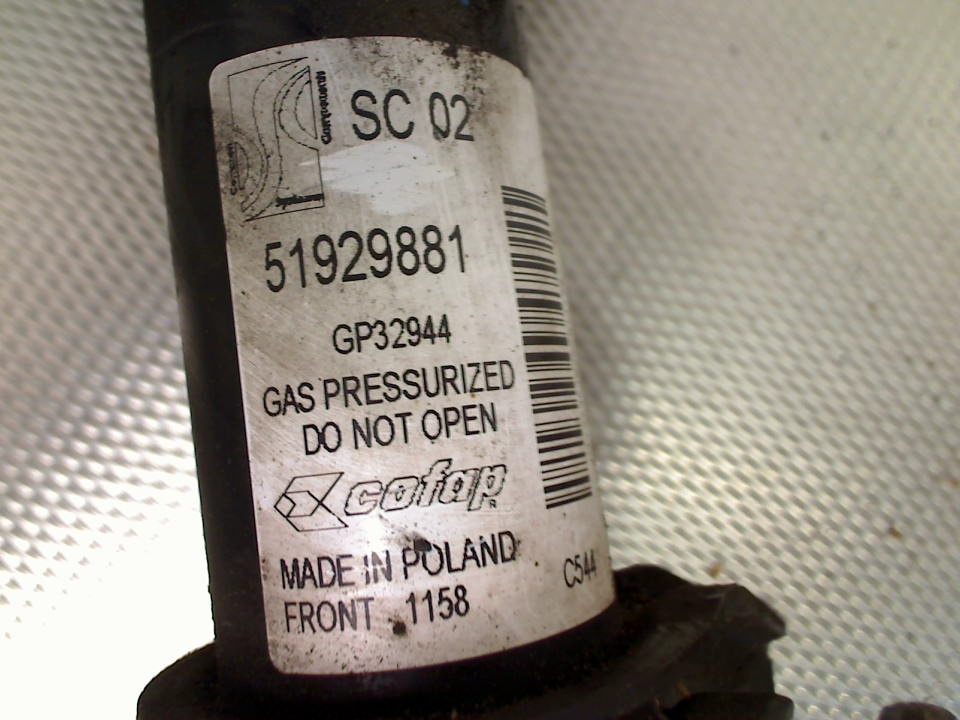 SC 02
51929881
GP32944
GAS PRESSURIZED
DO NOT OPEN
cofap
MADE IN POLAND
FRONT 1158
C544